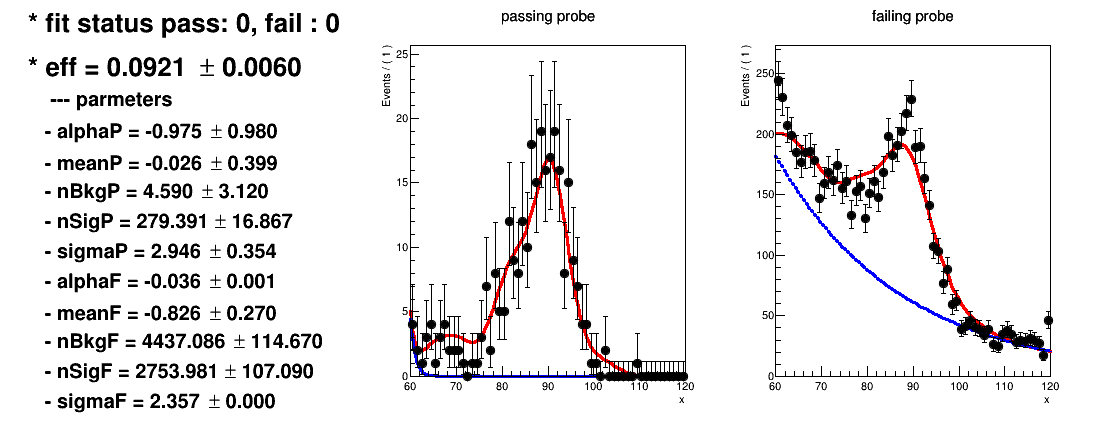 * fit status pass: 0, fail : 0
* eff = 0.0921 ± 0.0060
--- parmeters
- alphaP = -0.975 ± 0.980
- meanP = -0.026 ± 0.399
- nBkgP = 4.590 ± 3.120
- nSigP = 279.391 ± 16.867
- sigmaP = 2.946 ± 0.354
- alphaF = -0.036 ± 0.001
- meanF = -0.826 ± 0.270
- nBkgF = 4437.086 ± 114.670
- nSigF = 2753.981 ± 107.090
- sigmaF = 2.357 ± 0.000
passing probe
Events / ( 1 )
25
20
15
10
5
0
60 70 80 90 100 110 120
x
failing probe
Events / ( 1 )
250
200
150
100
50
0
60 70 80 90 100 110 120
x